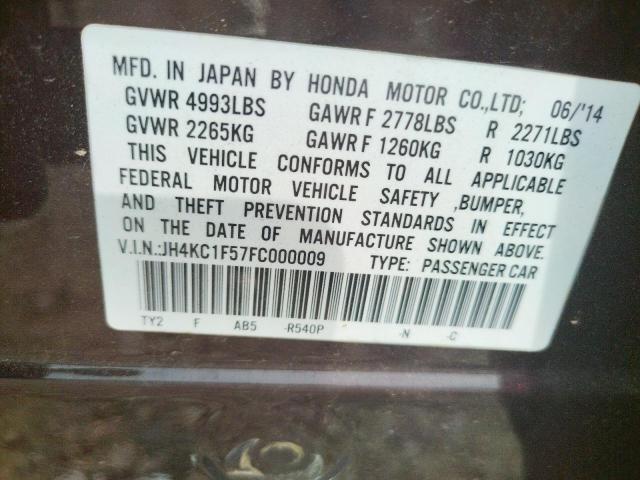 MFD. IN JAPAN BY HONDA MOTOR CO.,LTD; 06/'14
GVWR 4993LBS GAWR F 2778LBS R 2271LBS
GVWR 2265KG GAWR F 1260KG R 1030KG
THIS VEHICLE CONFORMS TO ALL APPLICABLE
FEDERAL MOTOR VEHICLE SAFETY ,BUMPER,
AND THEFT PREVENTION STANDARDS IN EFFECT
ON THE DATE OF MANUFACTURE SHOWN ABOVE.
V.I.N.:JH4KC1F57FC000009 TYPE: PASSENGER CAR
TY2 F AB5 -R540P -N -C